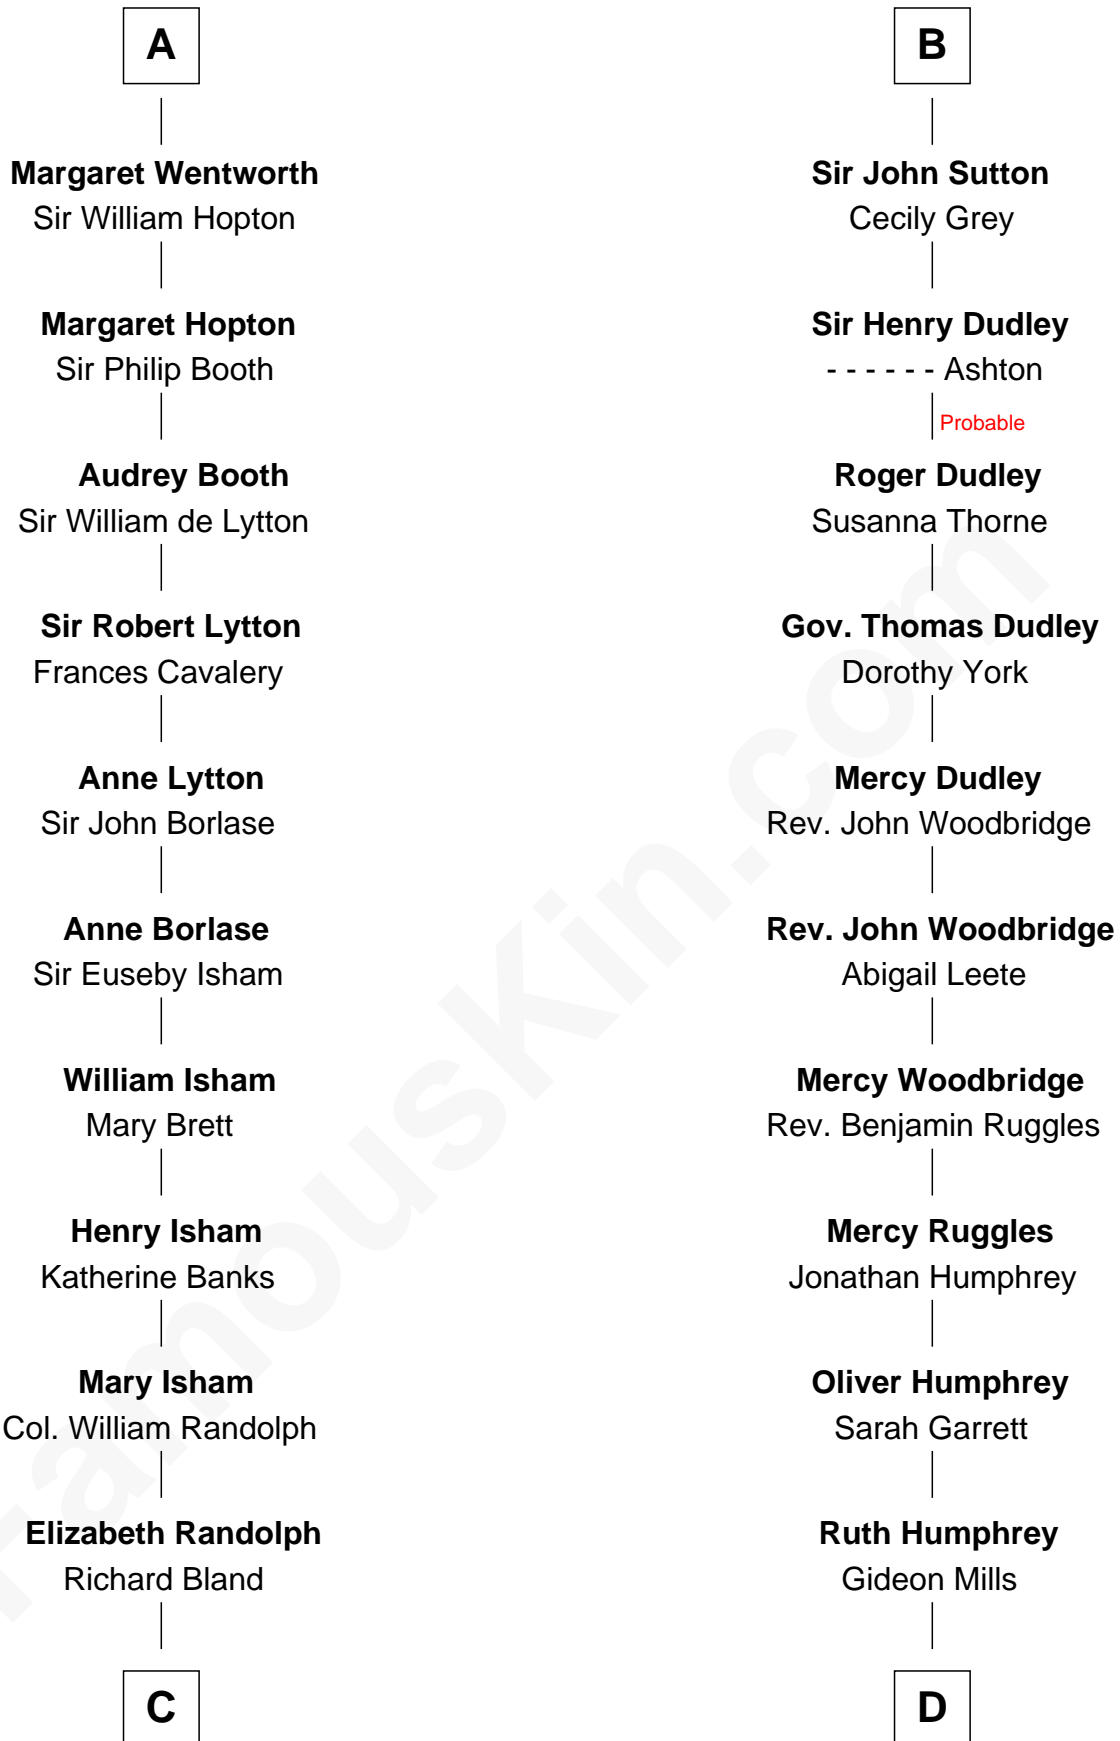 A
Margaret Wentworth
Sir William Hopton
Margaret Hopton
Sir Philip Booth
Audrey Booth
Sir William de Lytton
Sir Robert Lytton
Frances Cavalery
Anne Lytton
Sir John Borlase
Anne Borlase
Sir Euseby Isham
William Isham
Mary Brett
Henry Isham
Katherine Banks
Mary Isham
Col. William Randolph
Elizabeth Randolph
Richard Bland
C
B
Sir John Sutton
Cecily Grey
Sir Henry Dudley
- - - - - - Ashton
Probable
Roger Dudley
Susanna Thorne
Gov. Thomas Dudley
Dorothy York
Mercy Dudley
Rev. John Woodbridge
Rev. John Woodbridge
Abigail Leete
Mercy Woodbridge
Rev. Benjamin Ruggles
Mercy Ruggles
Jonathan Humphrey
Oliver Humphrey
Sarah Garrett
Ruth Humphrey
Gideon Mills
D
FamousKin.com